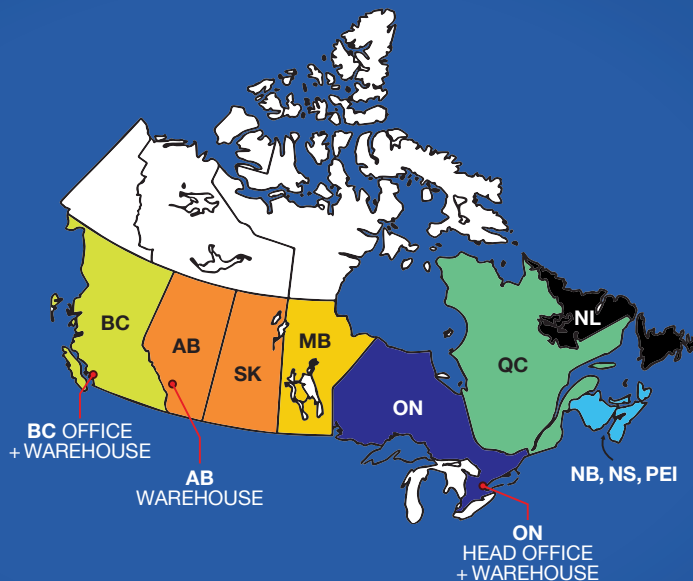 BC
AB
SK
MB
ON
QC
NL
NB, NS, PEI
BC OFFICE
+ WAREHOUSE
AB
WAREHOUSE
ON
HEAD OFFICE
+ WAREHOUSE